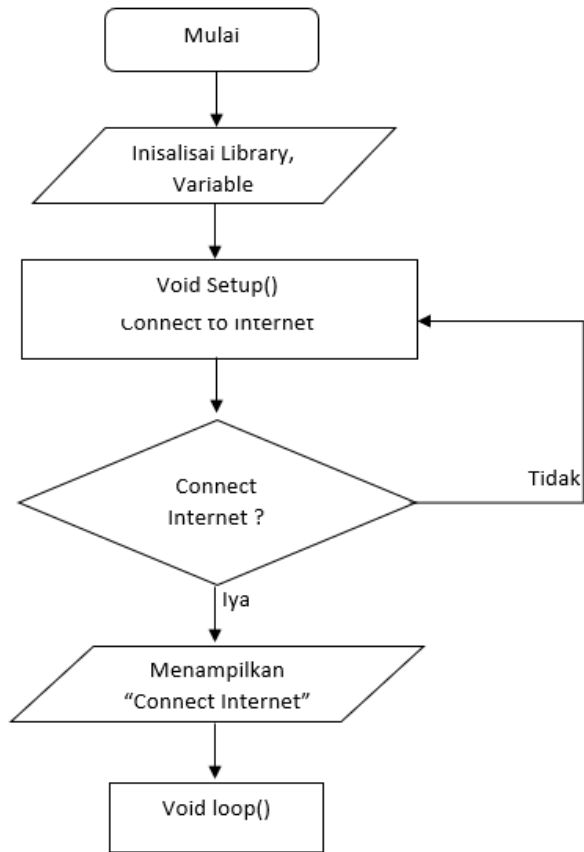 Mulai
Inisalisai Library,
Variable
Void Setup()
Connect to Internet
Connect
Internet ?
Tidak
Iya
Menampilkan
“Connect Internet”
Void loop()